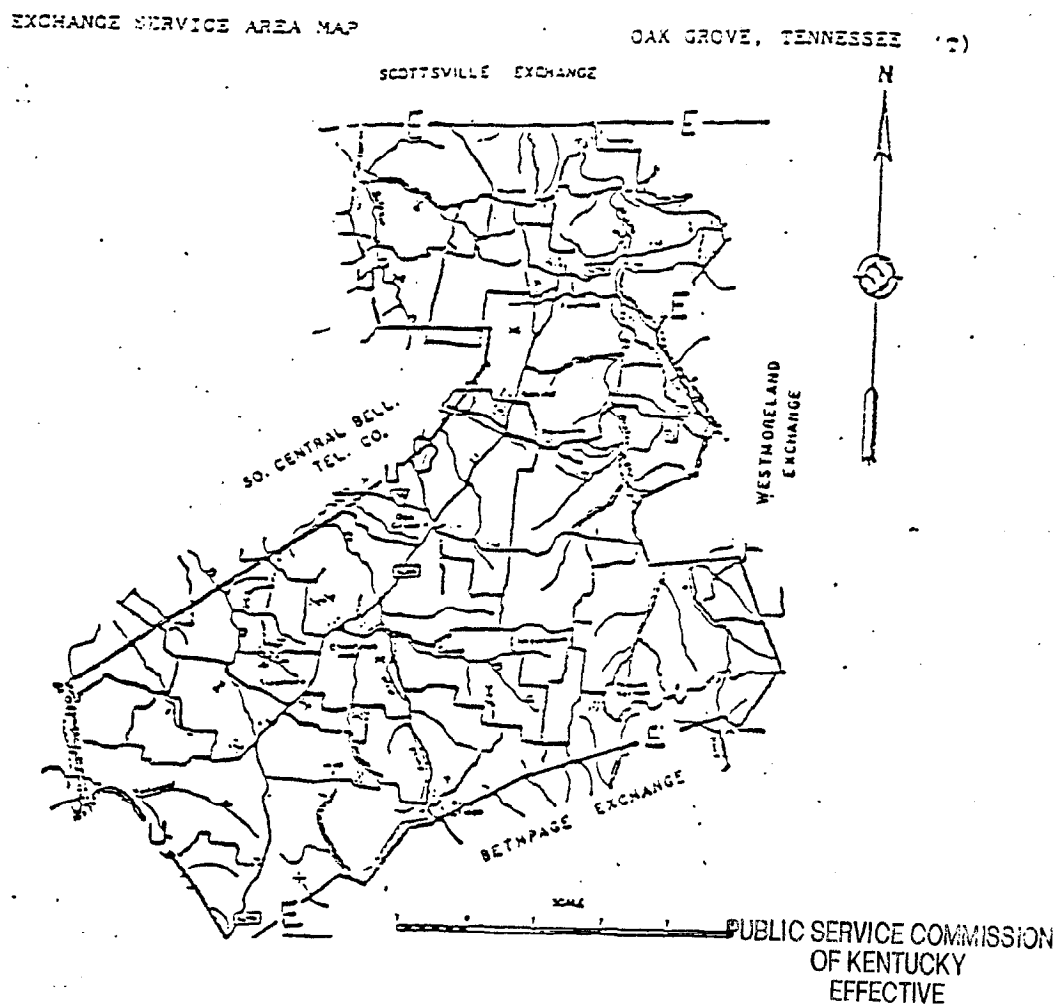 EXCHANGE SERVICE AREA MAP
OAK GROVE, TENNESSEE (T)
SCOTTSVILLE EXCHANGE
N
E E
E
SO. CENTRAL BELL.
TEL. CO.
WESTMORELAND
EXCHANGE
E
E
BETHPAGE EXCHANGE
E
SCALE
PUBLIC SERVICE COMMISSION
OF KENTUCKY
EFFECTIVE